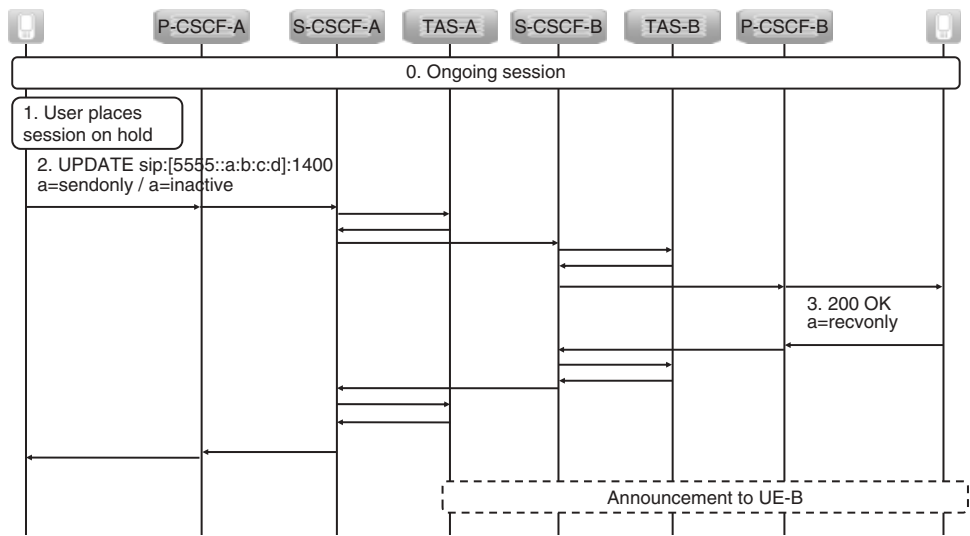 P-CSCF-A S-CSCF-A TAS-A S-CSCF-B TAS-B P-CSCF-B
0. Ongoing session
1. User places
session on hold
2. UPDATE sip:[5555::a:b:c:d]:1400
a=sendonly / a=inactive
3. 200 OK
a=recvonly
Announcement to UE-B